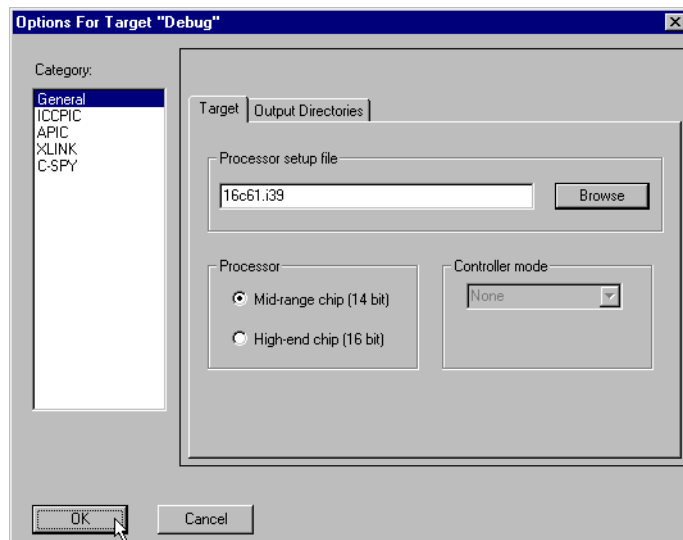 Options For Target "Debug"
Category:
General
ICCPIC
APIC
XLINK
C-SPY
Target
Output Directories
Processor setup file
16c61.i39
Browse
Processor
Mid-range chip (14 bit)
High-end chip (16 bit)
Controller mode
None
OK
Cancel